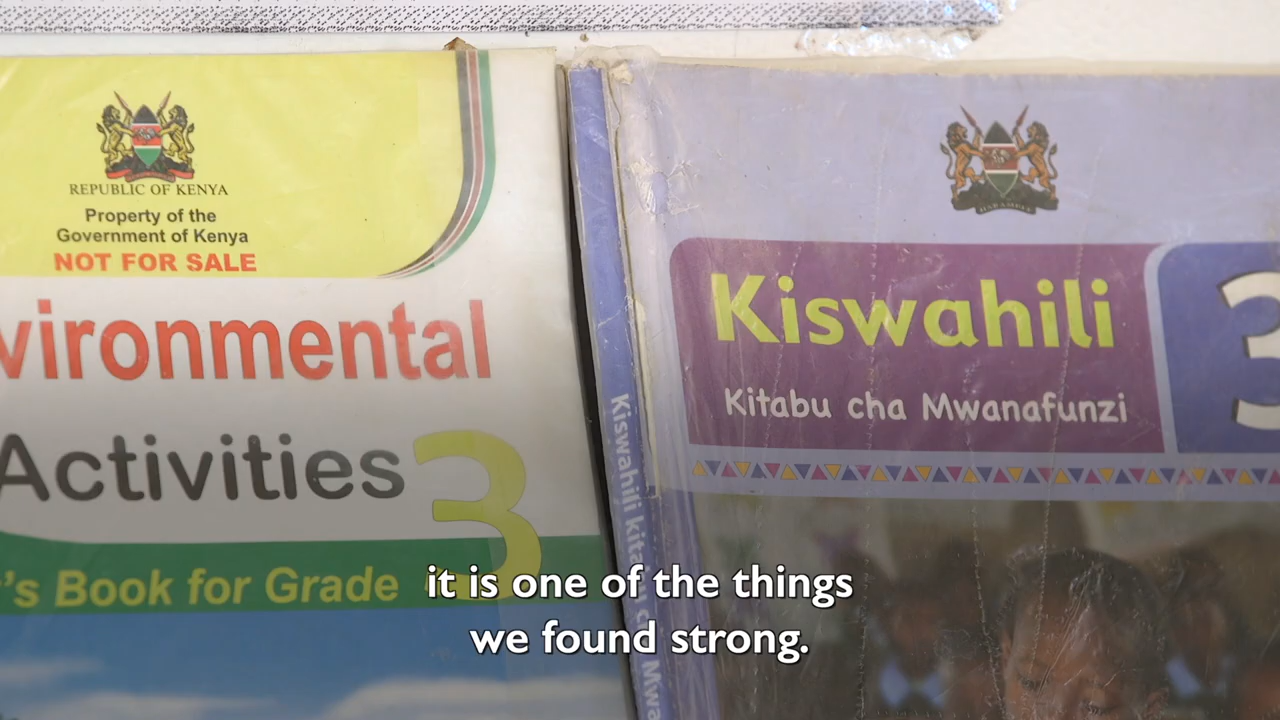 REPUBLIC OF KENYA
Property of the
Government of Kenya
NOT FOR SALE
vironmental
Activities 3
's Book for Grade
Kiswahili
3
Kitabu cha Mwanafunzi
Kiswahili kita
it is one of the things
we found strong.